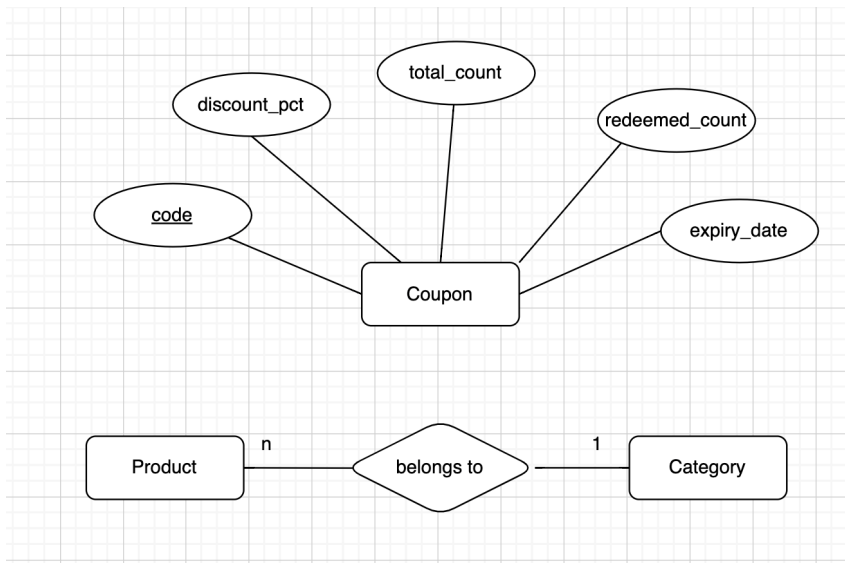 total_count
discount_pct
redeemed_count
code
expiry_date
Coupon
n
1
Product
belongs to
Category